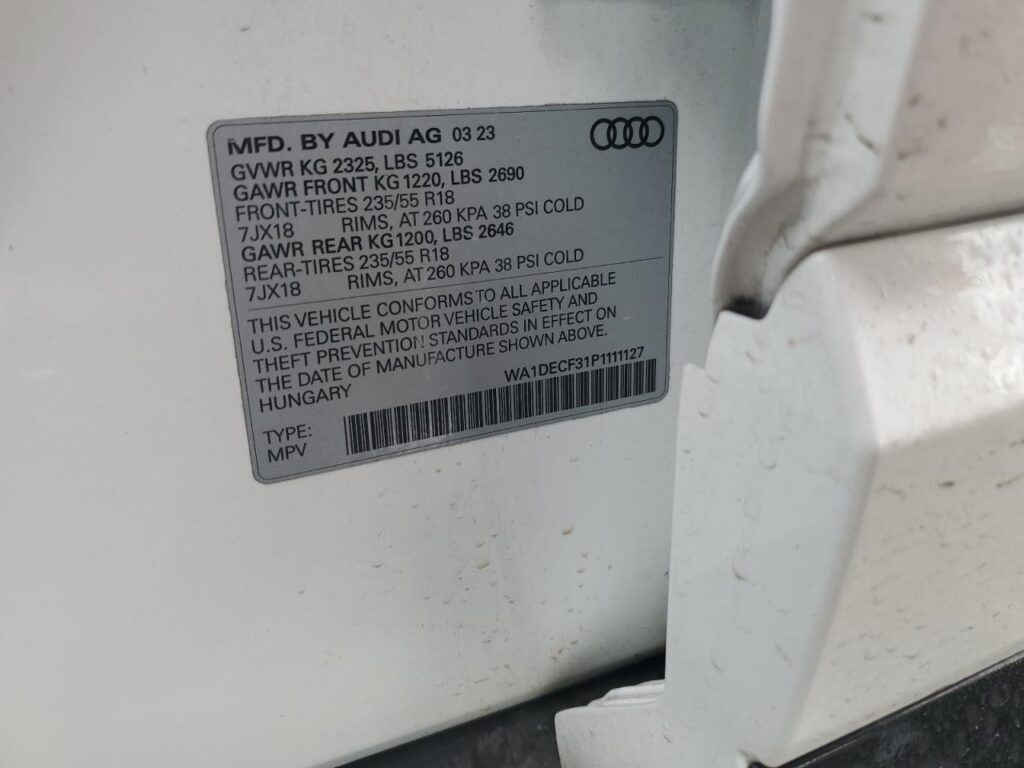 MFD. BY AUDI AG 03 23
GVWR KG 2325, LBS 5126
GAWR FRONT KG 1220, LBS 2690
FRONT-TIRES 235/55 R18
7JX18 RIMS, AT 260 KPA 38 PSI COLD
GAWR REAR KG 1200, LBS 2646
REAR-TIRES 235/55 R18
7JX18 RIMS, AT 260 KPA 38 PSI COLD
THIS VEHICLE CONFORMS TO ALL APPLICABLE
U.S. FEDERAL MOTOR VEHICLE SAFETY AND
THEFT PREVENTION STANDARDS IN EFFECT ON
THE DATE OF MANUFACTURE SHOWN ABOVE.
HUNGARY WA1DECF31P1111127
TYPE:
MPV